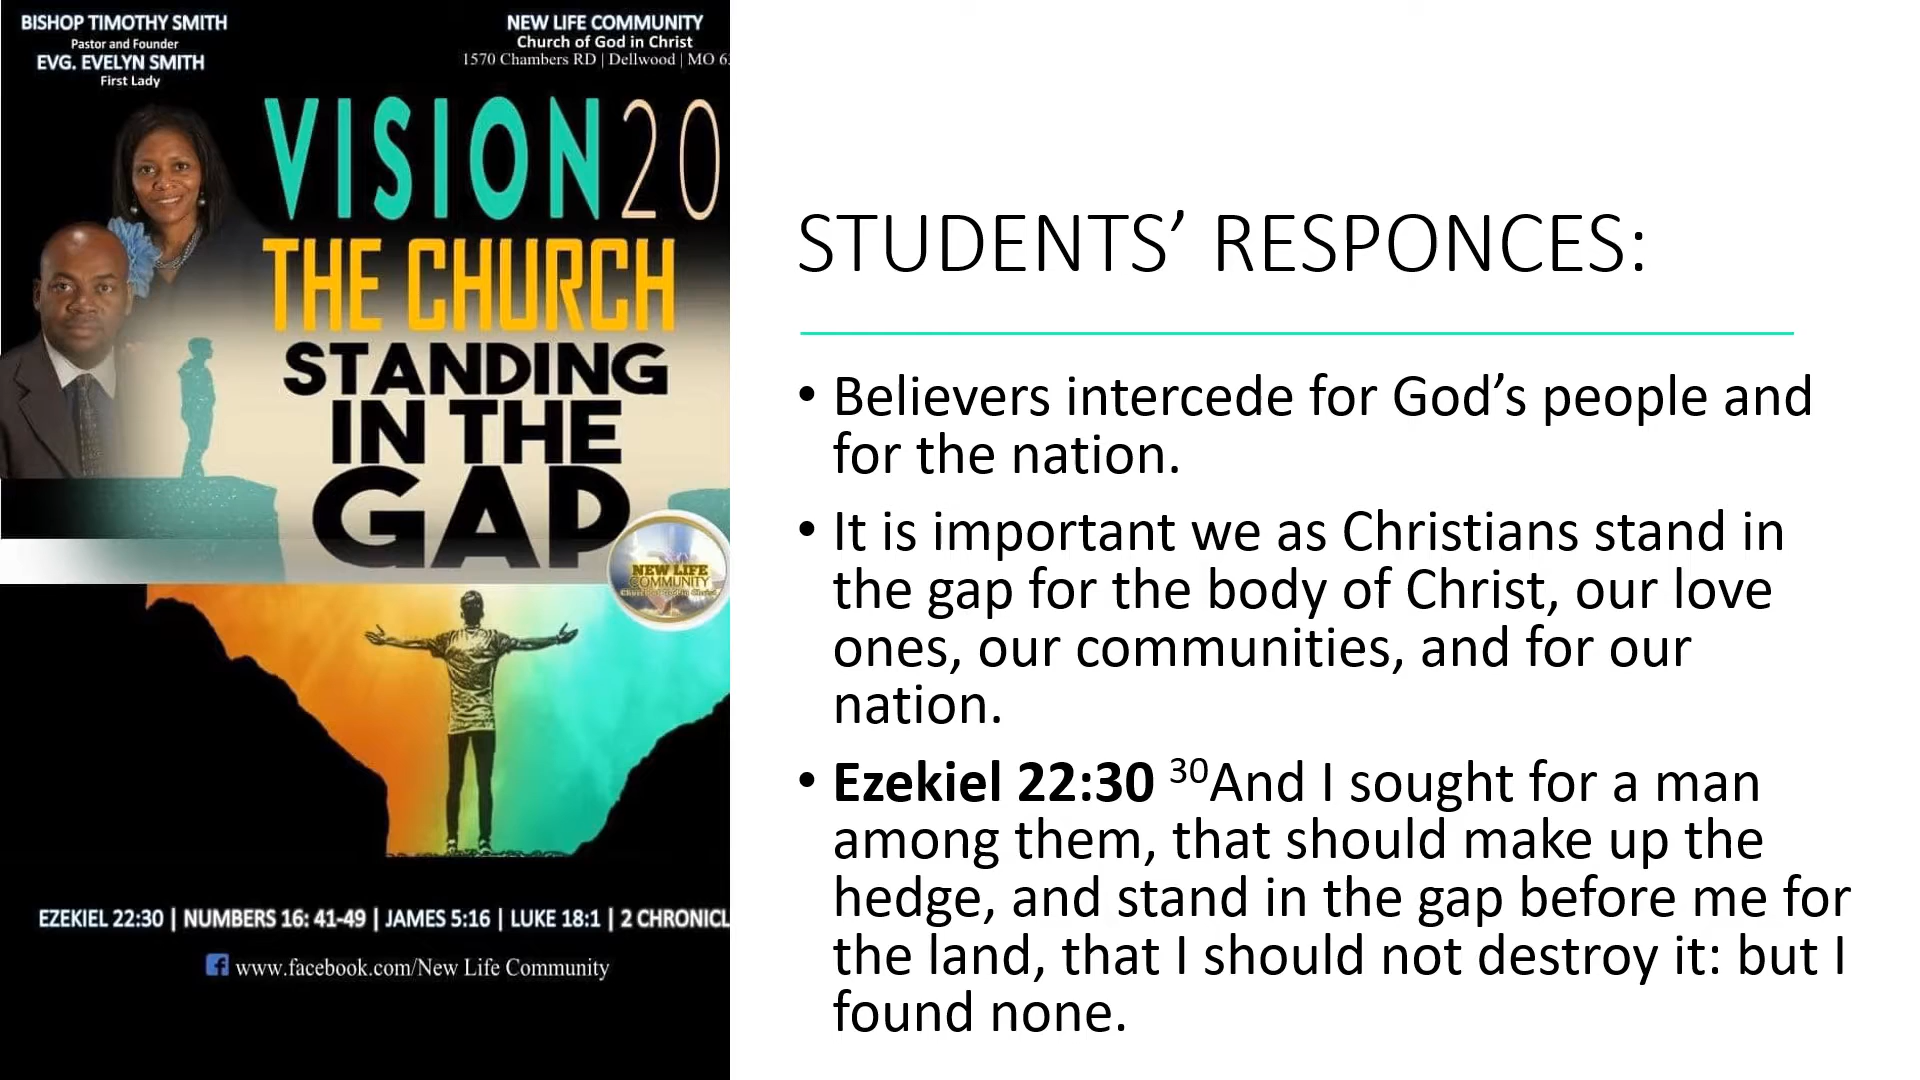 BISHOP TIMOTHY SMITH
Pastor and Founder
EVG. EVELYN SMITH
First Lady
NEW LIFE COMMUNITY
Church of God in Christ
1570 Chambers RD | Dellwood | MO 63
VISION20
THE CHURCH
STANDING
IN THE
GAP
NEW LIFE
COMMUNITY
Church of God in Christ
EZEKIEL 22:30 | NUMBERS 16: 41-49 | JAMES 5:16 | LUKE 18:1 | 2 CHRONICL
www.facebook.com/New Life Community
STUDENTS’ RESPONCES:
• Believers intercede for God’s people and
for the nation.
• It is important we as Christians stand in
the gap for the body of Christ, our love
ones, our communities, and for our
nation.
• Ezekiel 22:30 30And I sought for a man
among them, that should make up the
hedge, and stand in the gap before me for
the land, that I should not destroy it: but I
found none.